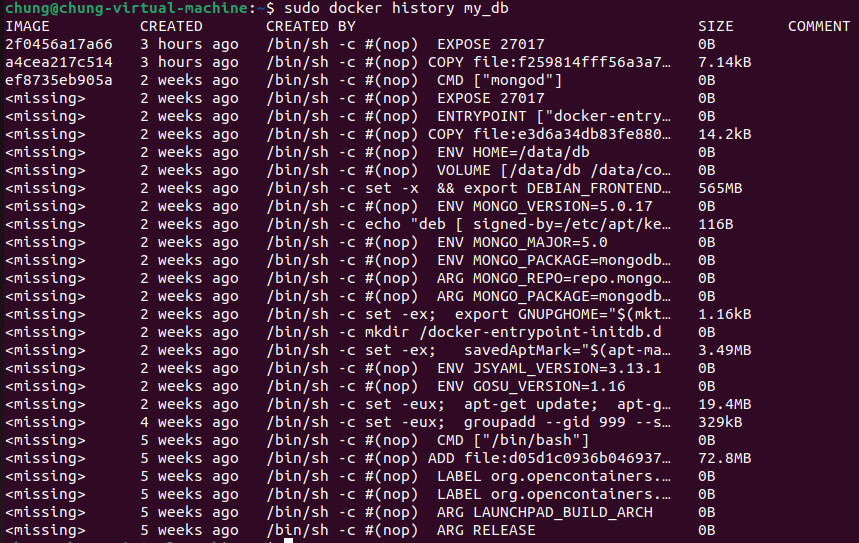 chung@chung-virtual-machine:~$ sudo docker history my_db
IMAGE CREATED CREATED BY SIZE COMMENT
2f0456a17a66 3 hours ago /bin/sh -c #(nop) EXPOSE 27017 0B
a4cea217c514 3 hours ago /bin/sh -c #(nop) COPY file:f259814fff56a3a7… 7.14kB
ef8735eb905a 2 weeks ago /bin/sh -c #(nop) CMD ["mongod"] 0B
<missing> 2 weeks ago /bin/sh -c #(nop) EXPOSE 27017 0B
<missing> 2 weeks ago /bin/sh -c #(nop) ENTRYPOINT ["docker-entry… 0B
<missing> 2 weeks ago /bin/sh -c #(nop) COPY file:e3d6a34db83fe880… 14.2kB
<missing> 2 weeks ago /bin/sh -c #(nop) ENV HOME=/data/db 0B
<missing> 2 weeks ago /bin/sh -c #(nop) VOLUME [/data/db /data/co… 0B
<missing> 2 weeks ago /bin/sh -c set -x && export DEBIAN_FRONTEND… 565MB
<missing> 2 weeks ago /bin/sh -c #(nop) ENV MONGO_VERSION=5.0.17 0B
<missing> 2 weeks ago /bin/sh -c echo "deb [ signed-by=/etc/apt/ke… 116B
<missing> 2 weeks ago /bin/sh -c #(nop) ENV MONGO_MAJOR=5.0 0B
<missing> 2 weeks ago /bin/sh -c #(nop) ENV MONGO_PACKAGE=mongodb… 0B
<missing> 2 weeks ago /bin/sh -c #(nop) ARG MONGO_REPO=repo.mongo… 0B
<missing> 2 weeks ago /bin/sh -c #(nop) ARG MONGO_PACKAGE=mongodb… 0B
<missing> 2 weeks ago /bin/sh -c set -ex; export GNUPGHOME="$(mkt… 1.16kB
<missing> 2 weeks ago /bin/sh -c mkdir /docker-entrypoint-initdb.d 0B
<missing> 2 weeks ago /bin/sh -c set -ex; savedAptMark="$(apt-ma… 3.49MB
<missing> 2 weeks ago /bin/sh -c #(nop) ENV JSYAML_VERSION=3.13.1 0B
<missing> 2 weeks ago /bin/sh -c #(nop) ENV GOSU_VERSION=1.16 0B
<missing> 2 weeks ago /bin/sh -c set -eux; apt-get update; apt-g… 19.4MB
<missing> 4 weeks ago /bin/sh -c set -eux; groupadd --gid 999 --s… 329kB
<missing> 5 weeks ago /bin/sh -c #(nop) CMD ["/bin/bash"] 0B
<missing> 5 weeks ago /bin/sh -c #(nop) ADD file:d05d1c0936b046937… 72.8MB
<missing> 5 weeks ago /bin/sh -c #(nop) LABEL org.opencontainers.… 0B
<missing> 5 weeks ago /bin/sh -c #(nop) LABEL org.opencontainers.… 0B
<missing> 5 weeks ago /bin/sh -c #(nop) ARG LAUNCHPAD_BUILD_ARCH 0B
<missing> 5 weeks ago /bin/sh -c #(nop) ARG RELEASE 0B